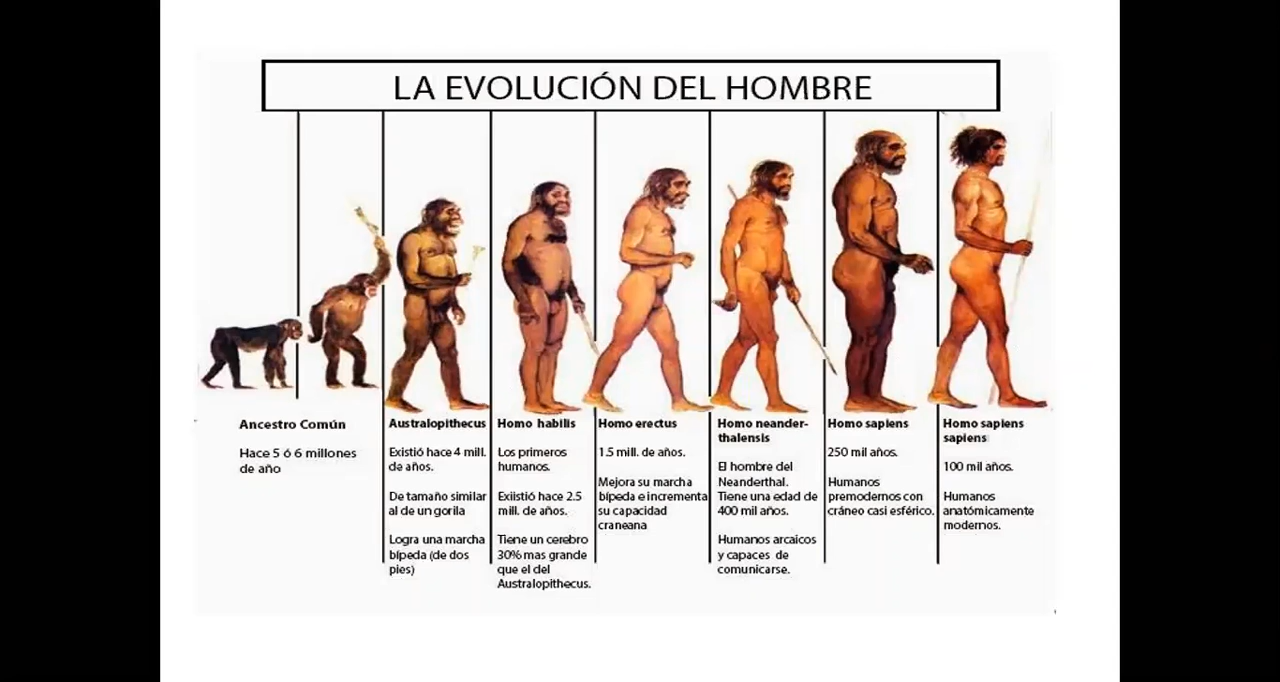 LA EVOLUCIÓN DEL HOMBRE
Ancestro Común
Hace 5 ó 6 millones
de año
Australopithecus
Existió hace 4 mill.
de años.
De tamaño similar
al de un gorila
Logra una marcha
bípeda (de dos
pies)
Homo habilis
Los primeros
humanos.
Exiistió hace 2.5
mill. de años.
Tiene un cerebro
30% mas grande
que el del
Australopithecus.
Homo erectus
1.5 mill. de años.
Mejora su marcha
bípeda e incrementa
su capacidad
craneana
Homo neander-
thalensis
El hombre del
Neanderthal.
Tiene una edad de
400 mil años.
Humanos arcaicos
y capaces de
comunicarse.
Homo sapiens
250 mil años.
Humanos
premodernos con
cráneo casi esférico.
Homo sapiens
sapiens
100 mil años.
Humanos
anatómicamente
modernos.